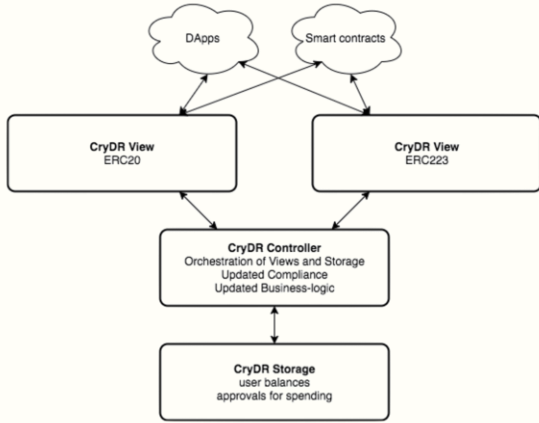 DApps
Smart contracts
CryDR View
ERC20
CryDR View
ERC223
CryDR Controller
Orchestration of Views and Storage
Updated Compliance
Updated Business-logic
CryDR Storage
user balances
approvals for spending